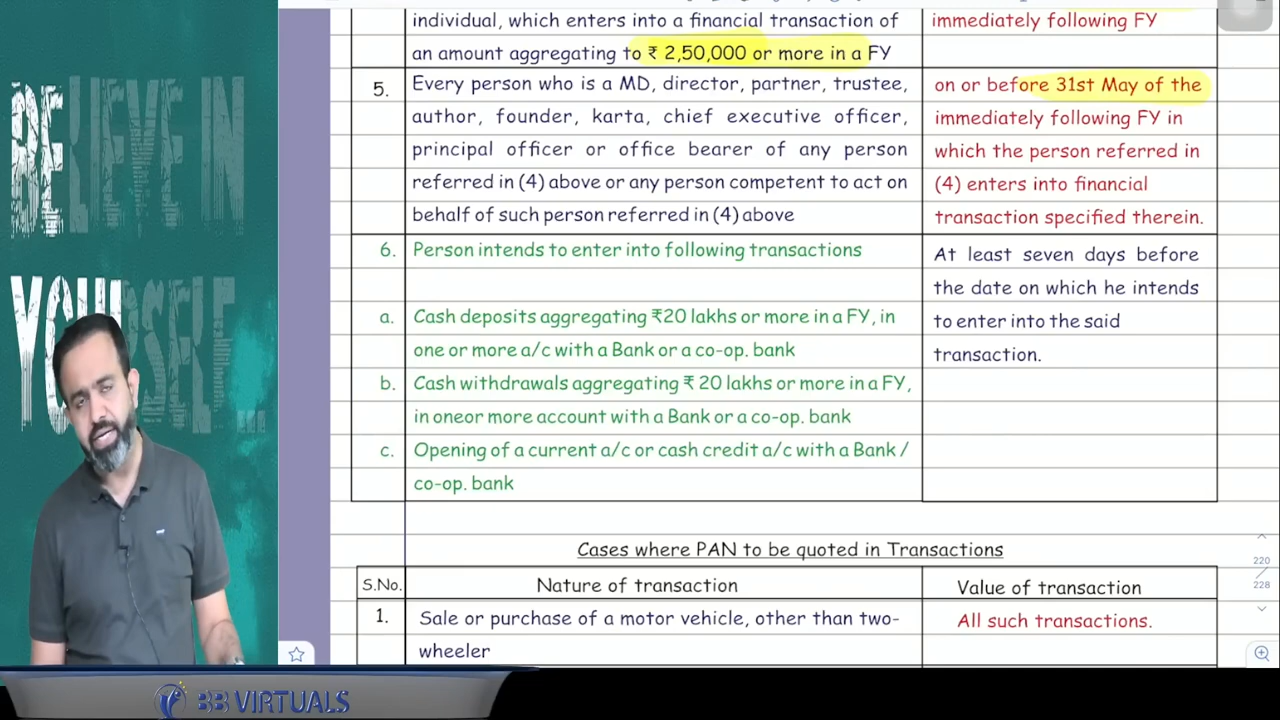 BELIEVE IN
YOURSELF...
individual, which enters into a financial transaction of
an amount aggregating to ₹ 2,50,000 or more in a FY
immediately following FY
5. Every person who is a MD, director, partner, trustee,
author, founder, karta, chief executive officer,
principal officer or office bearer of any person
referred in (4) above or any person competent to act on
behalf of such person referred in (4) above
on or before 31st May of the
immediately following FY in
which the person referred in
(4) enters into financial
transaction specified therein.
6. Person intends to enter into following transactions
a. Cash deposits aggregating ₹20 lakhs or more in a FY, in
one or more a/c with a Bank or a co-op. bank
b. Cash withdrawals aggregating ₹ 20 lakhs or more in a FY,
in oneor more account with a Bank or a co-op. bank
c. Opening of a current a/c or cash credit a/c with a Bank /
co-op. bank
At least seven days before
the date on which he intends
to enter into the said
transaction.
Cases where PAN to be quoted in Transactions
S.No. Nature of transaction Value of transaction
1. Sale or purchase of a motor vehicle, other than two-
wheeler
All such transactions.
220
228
BB VIRTUALS